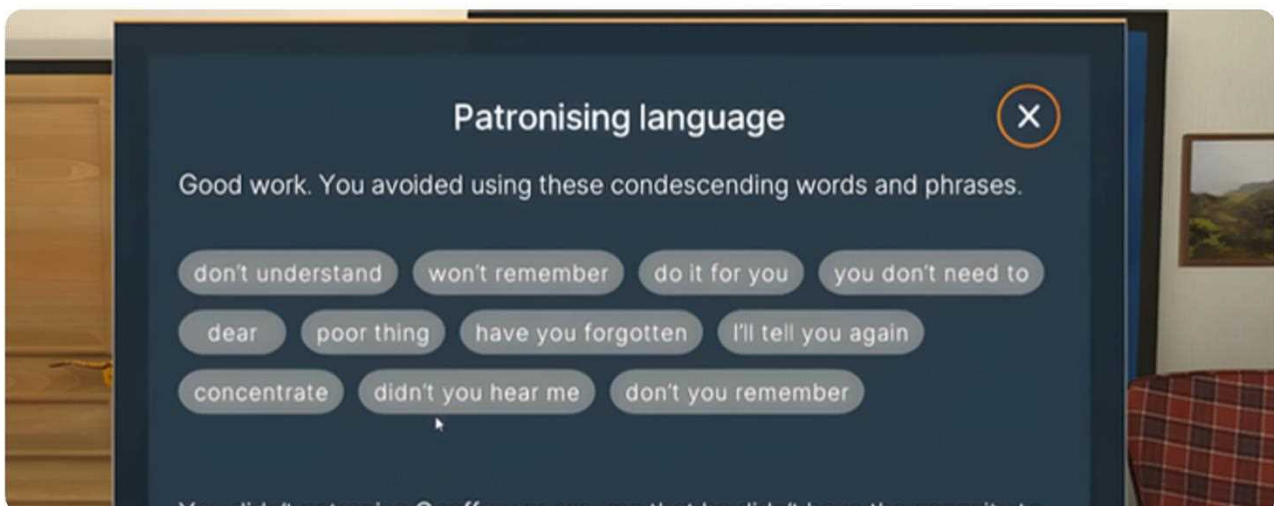 Patronising language
Good work. You avoided using these condescending words and phrases.
don't understand won't remember do it for you you don't need to
dear poor thing have you forgotten I'll tell you again
concentrate didn't you hear me don't you remember